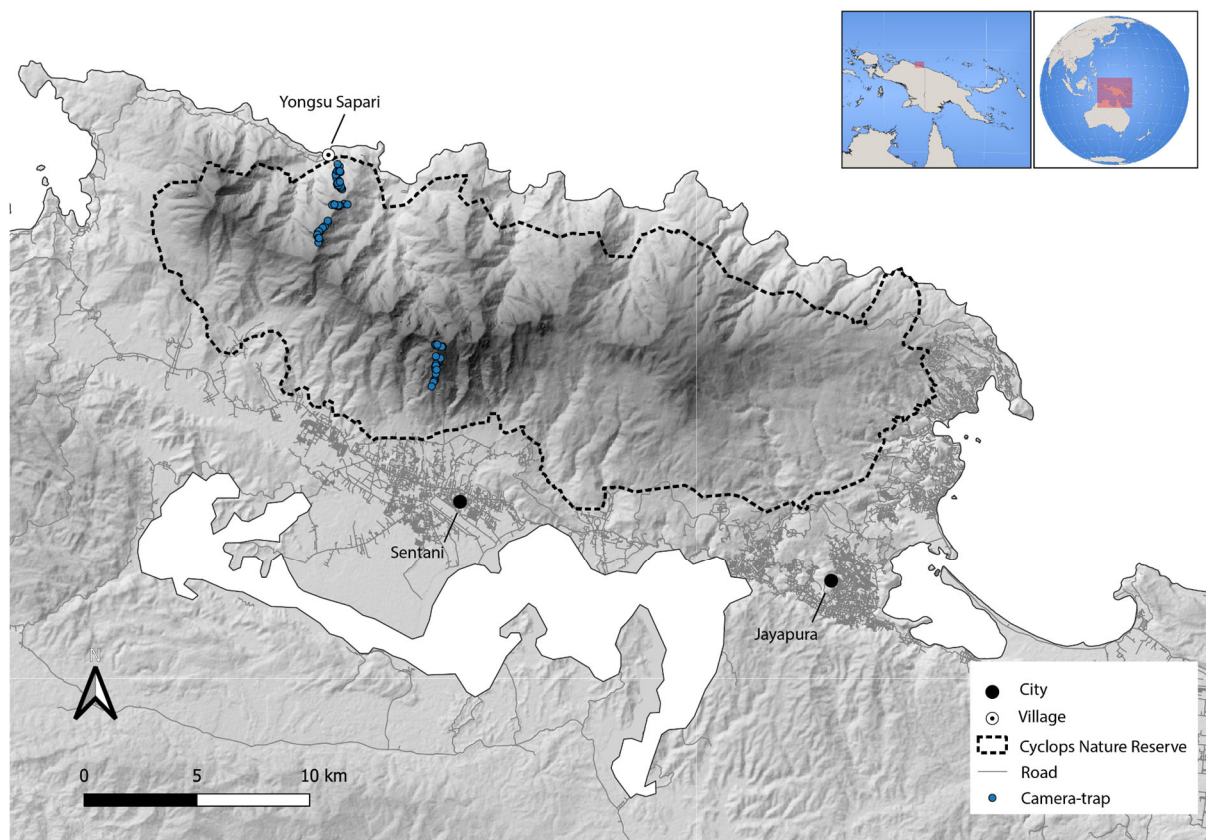 Yongsu Sapari
Sentani
Jayapura
N
0 5 10 km
City
Village
Cyclops Nature Reserve
Road
Camera-trap